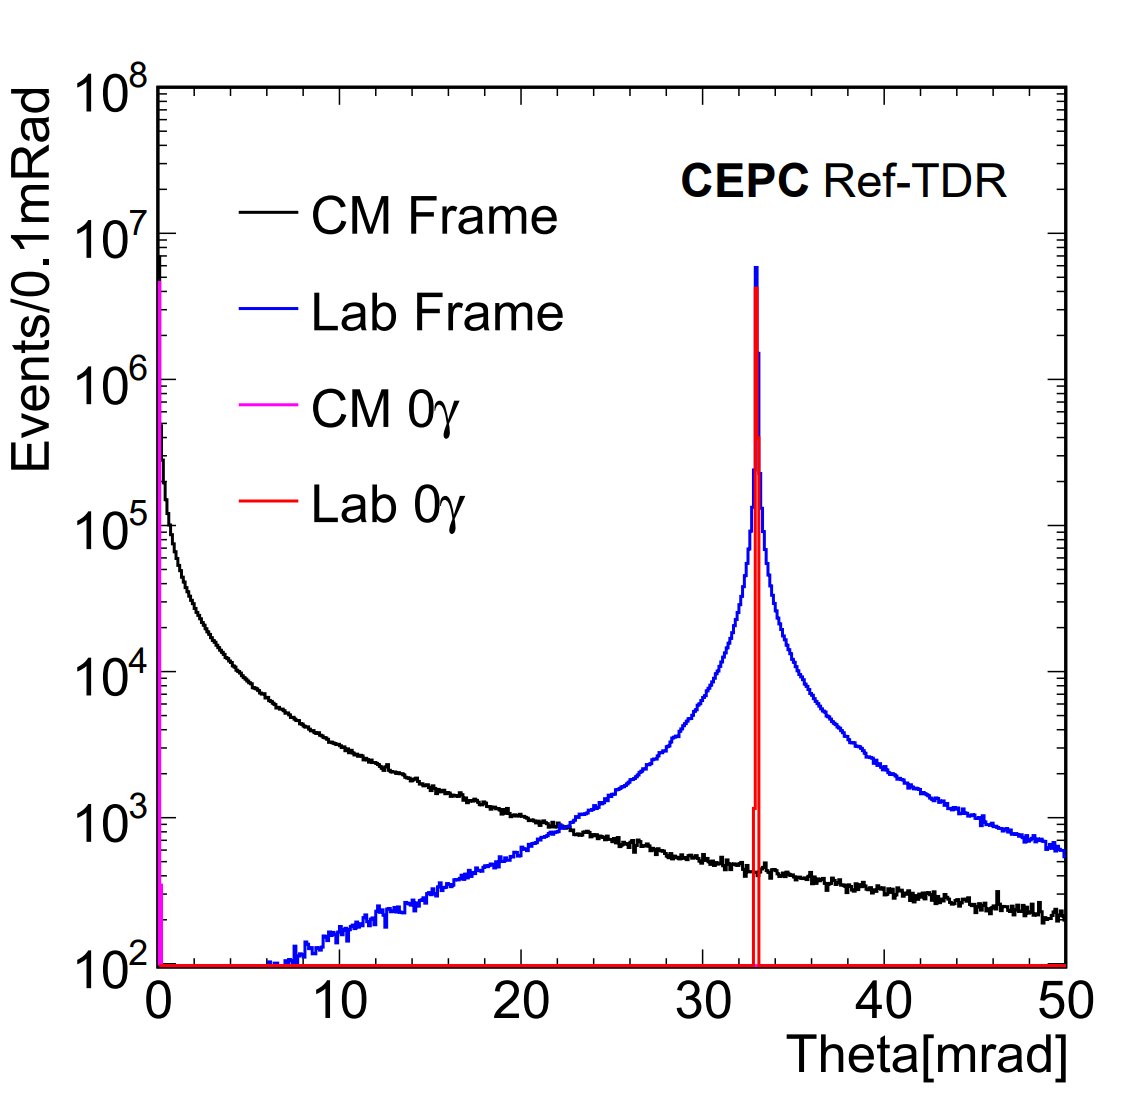 Events/0.1mRad
10⁸
10⁷
10⁶
10⁵
10⁴
10³
10²
CEPC Ref-TDR
CM Frame
Lab Frame
CM 0γ
Lab 0γ
0 10 20 30 40 50
Theta[mrad]